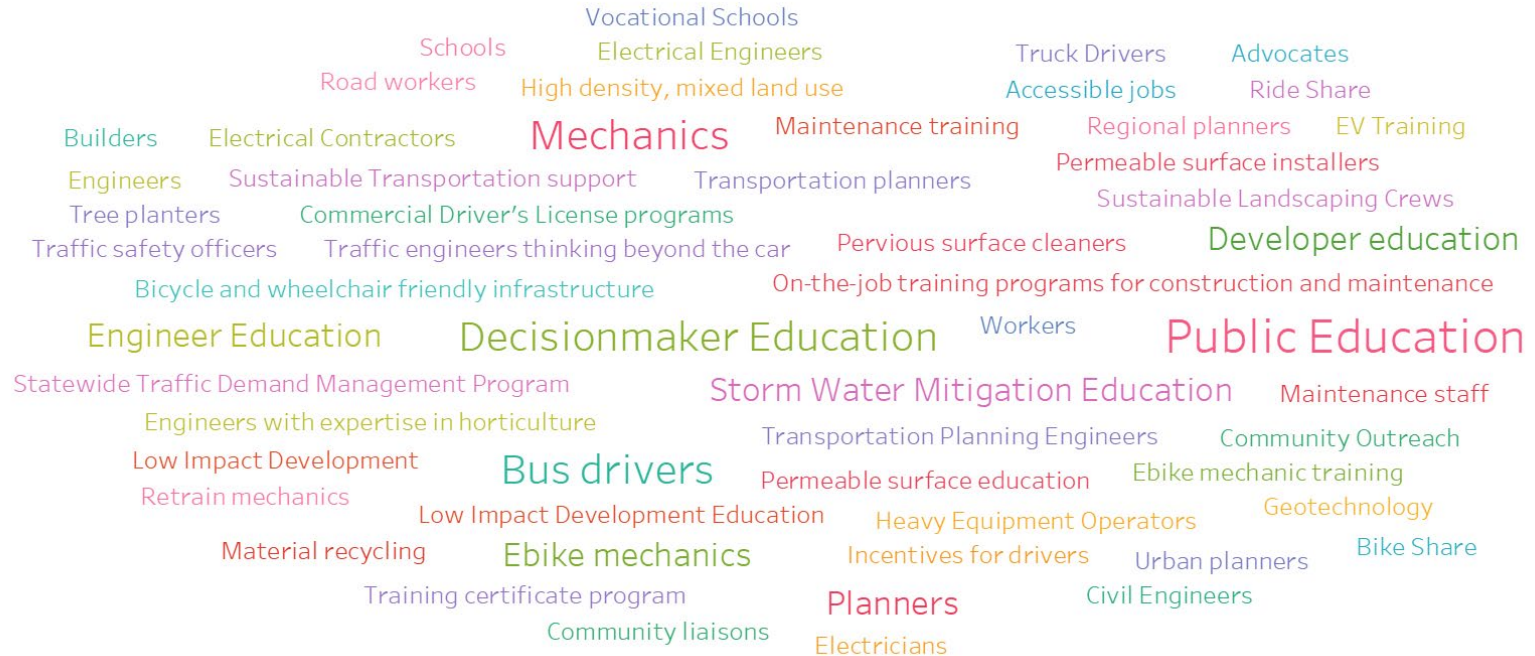 Vocational Schools
Schools Electrical Engineers Truck Drivers Advocates
Road workers High density, mixed land use Accessible jobs Ride Share
Builders Electrical Contractors Mechanics Maintenance training Regional planners EV Training
Permeable surface installers
Engineers Sustainable Transportation support Transportation planners
Sustainable Landscaping Crews
Tree planters Commercial Driver’s License programs
Traffic safety officers Traffic engineers thinking beyond the car Pervious surface cleaners Developer education
Bicycle and wheelchair friendly infrastructure On-the-job training programs for construction and maintenance
Engineer Education Decisionmaker Education Workers Public Education
Statewide Traffic Demand Management Program Storm Water Mitigation Education Maintenance staff
Engineers with expertise in horticulture Transportation Planning Engineers Community Outreach
Low Impact Development Bus drivers Permeable surface education Ebike mechanic training
Retrain mechanics Low Impact Development Education Heavy Equipment Operators Geotechnology
Material recycling Ebike mechanics Incentives for drivers Urban planners Bike Share
Training certificate program Planners Civil Engineers
Community liaisons Electricians